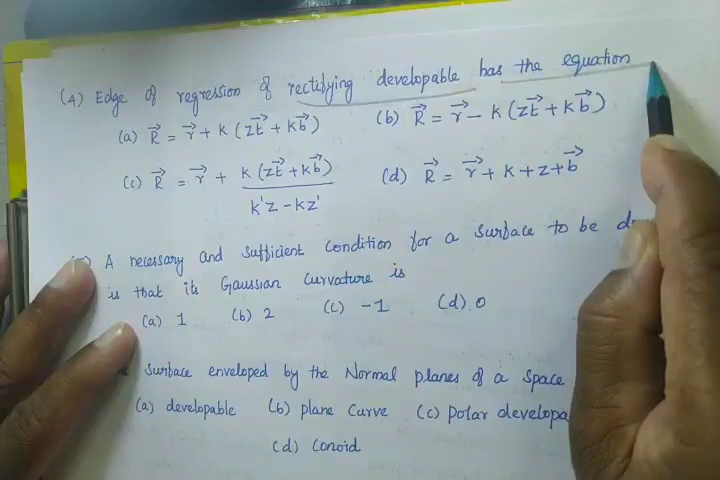 (4) Edge of regression of rectifying developable has the equation
(a) R⃗ = r⃗ + k (zt⃗ + kb⃗) (b) R⃗ = r⃗ - k (zt⃗ + kb⃗)
(c) R⃗ = r⃗ + k (zt⃗ + kb⃗) / k'z - kz' (d) R⃗ = r⃗ + k + z + b⃗
A necessary and sufficient condition for a surface to be
is that its Gaussian curvature is
(a) 1 (b) 2 (c) -1 (d) 0
surface enveloped by the Normal planes of a space
(a) developable (b) plane curve (c) polar
(d) conoid